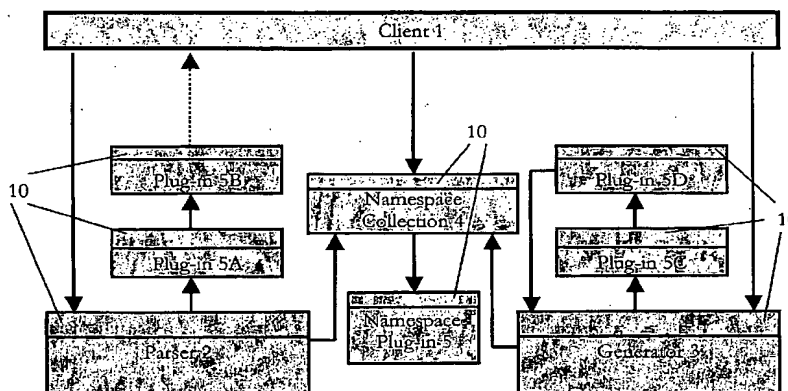 Client 1
10
Plug-in 5B
Plug-in 5D
10
Namespace
Collection 4
Plug-in 5A
Plug-in 5C
Namespace
Plug-in 5
Parser 2
Generator 3